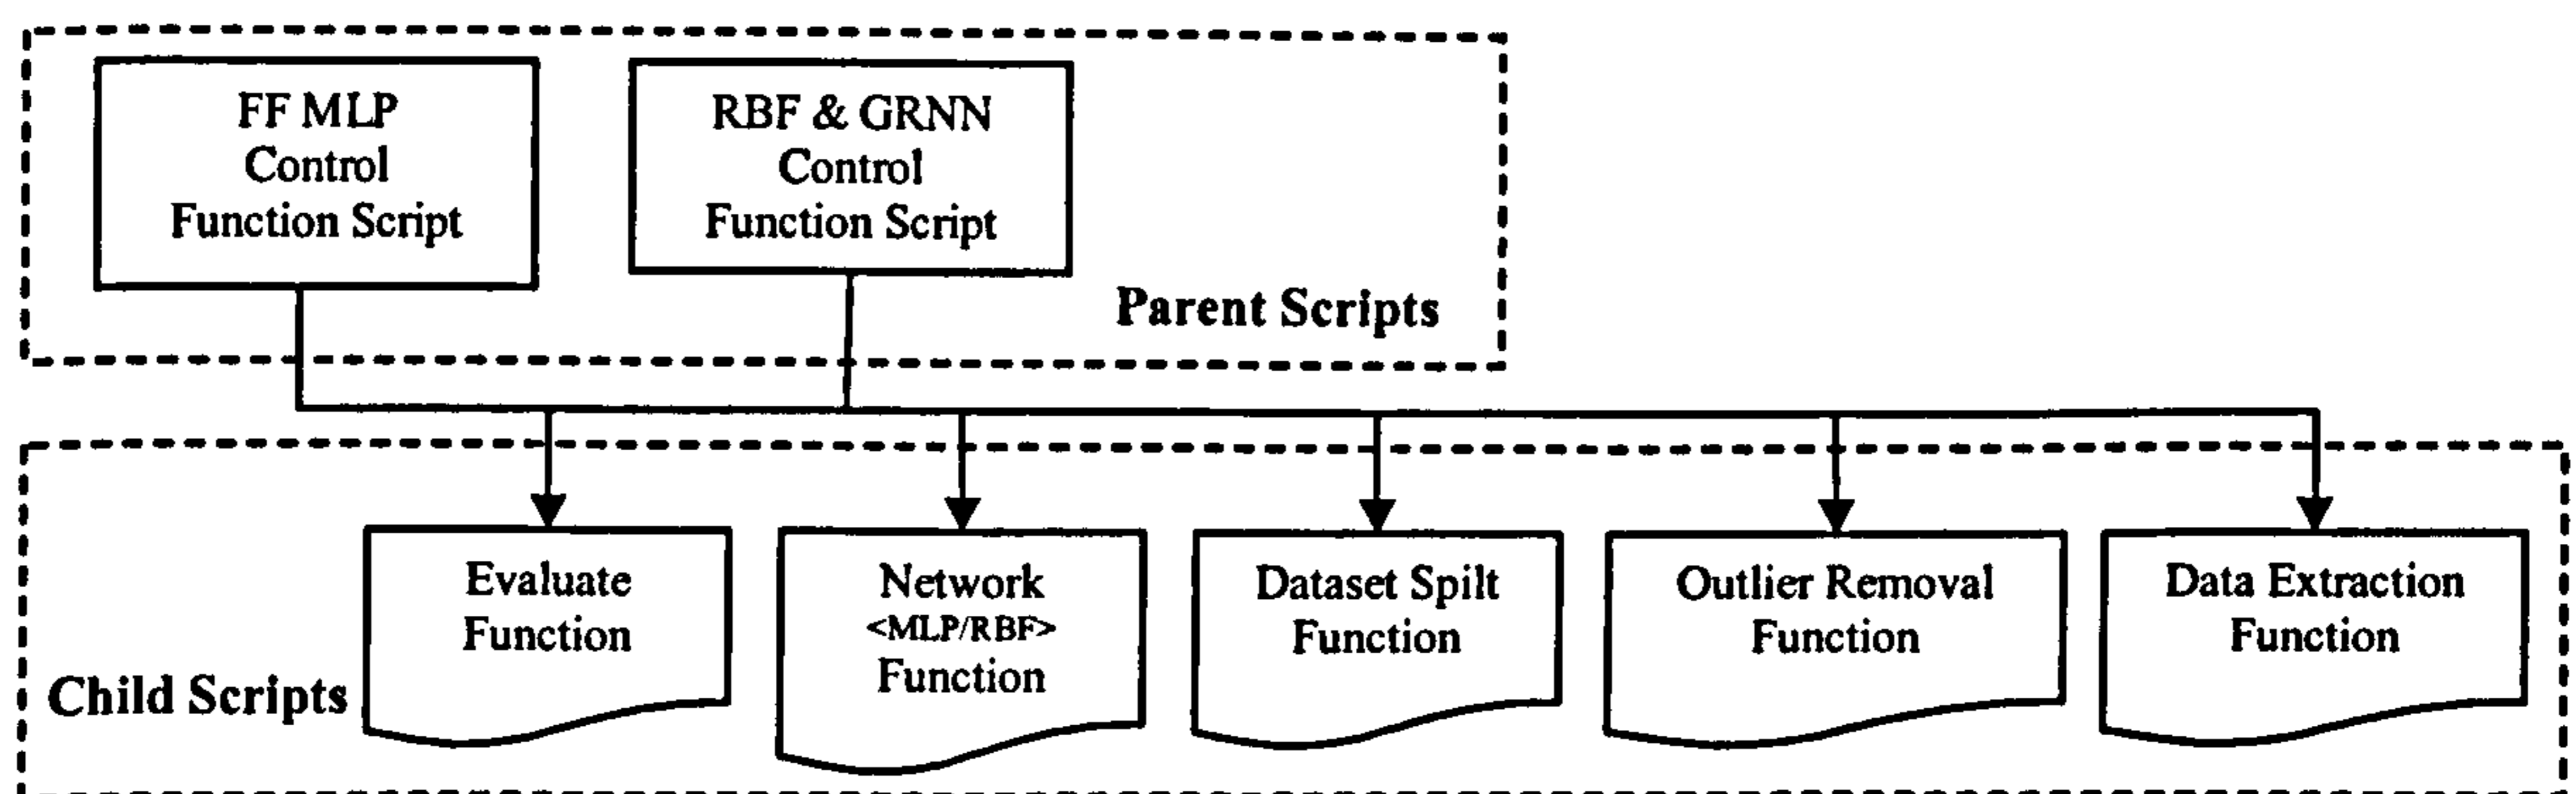 FF MLP
Control
Function Script
RBF & GRNN
Control
Function Script
Parent Scripts
Evaluate
Function
Network
<MLP/RBF>
Function
Dataset Spilt
Function
Outlier Removal
Function
Data Extraction
Function
Child Scripts